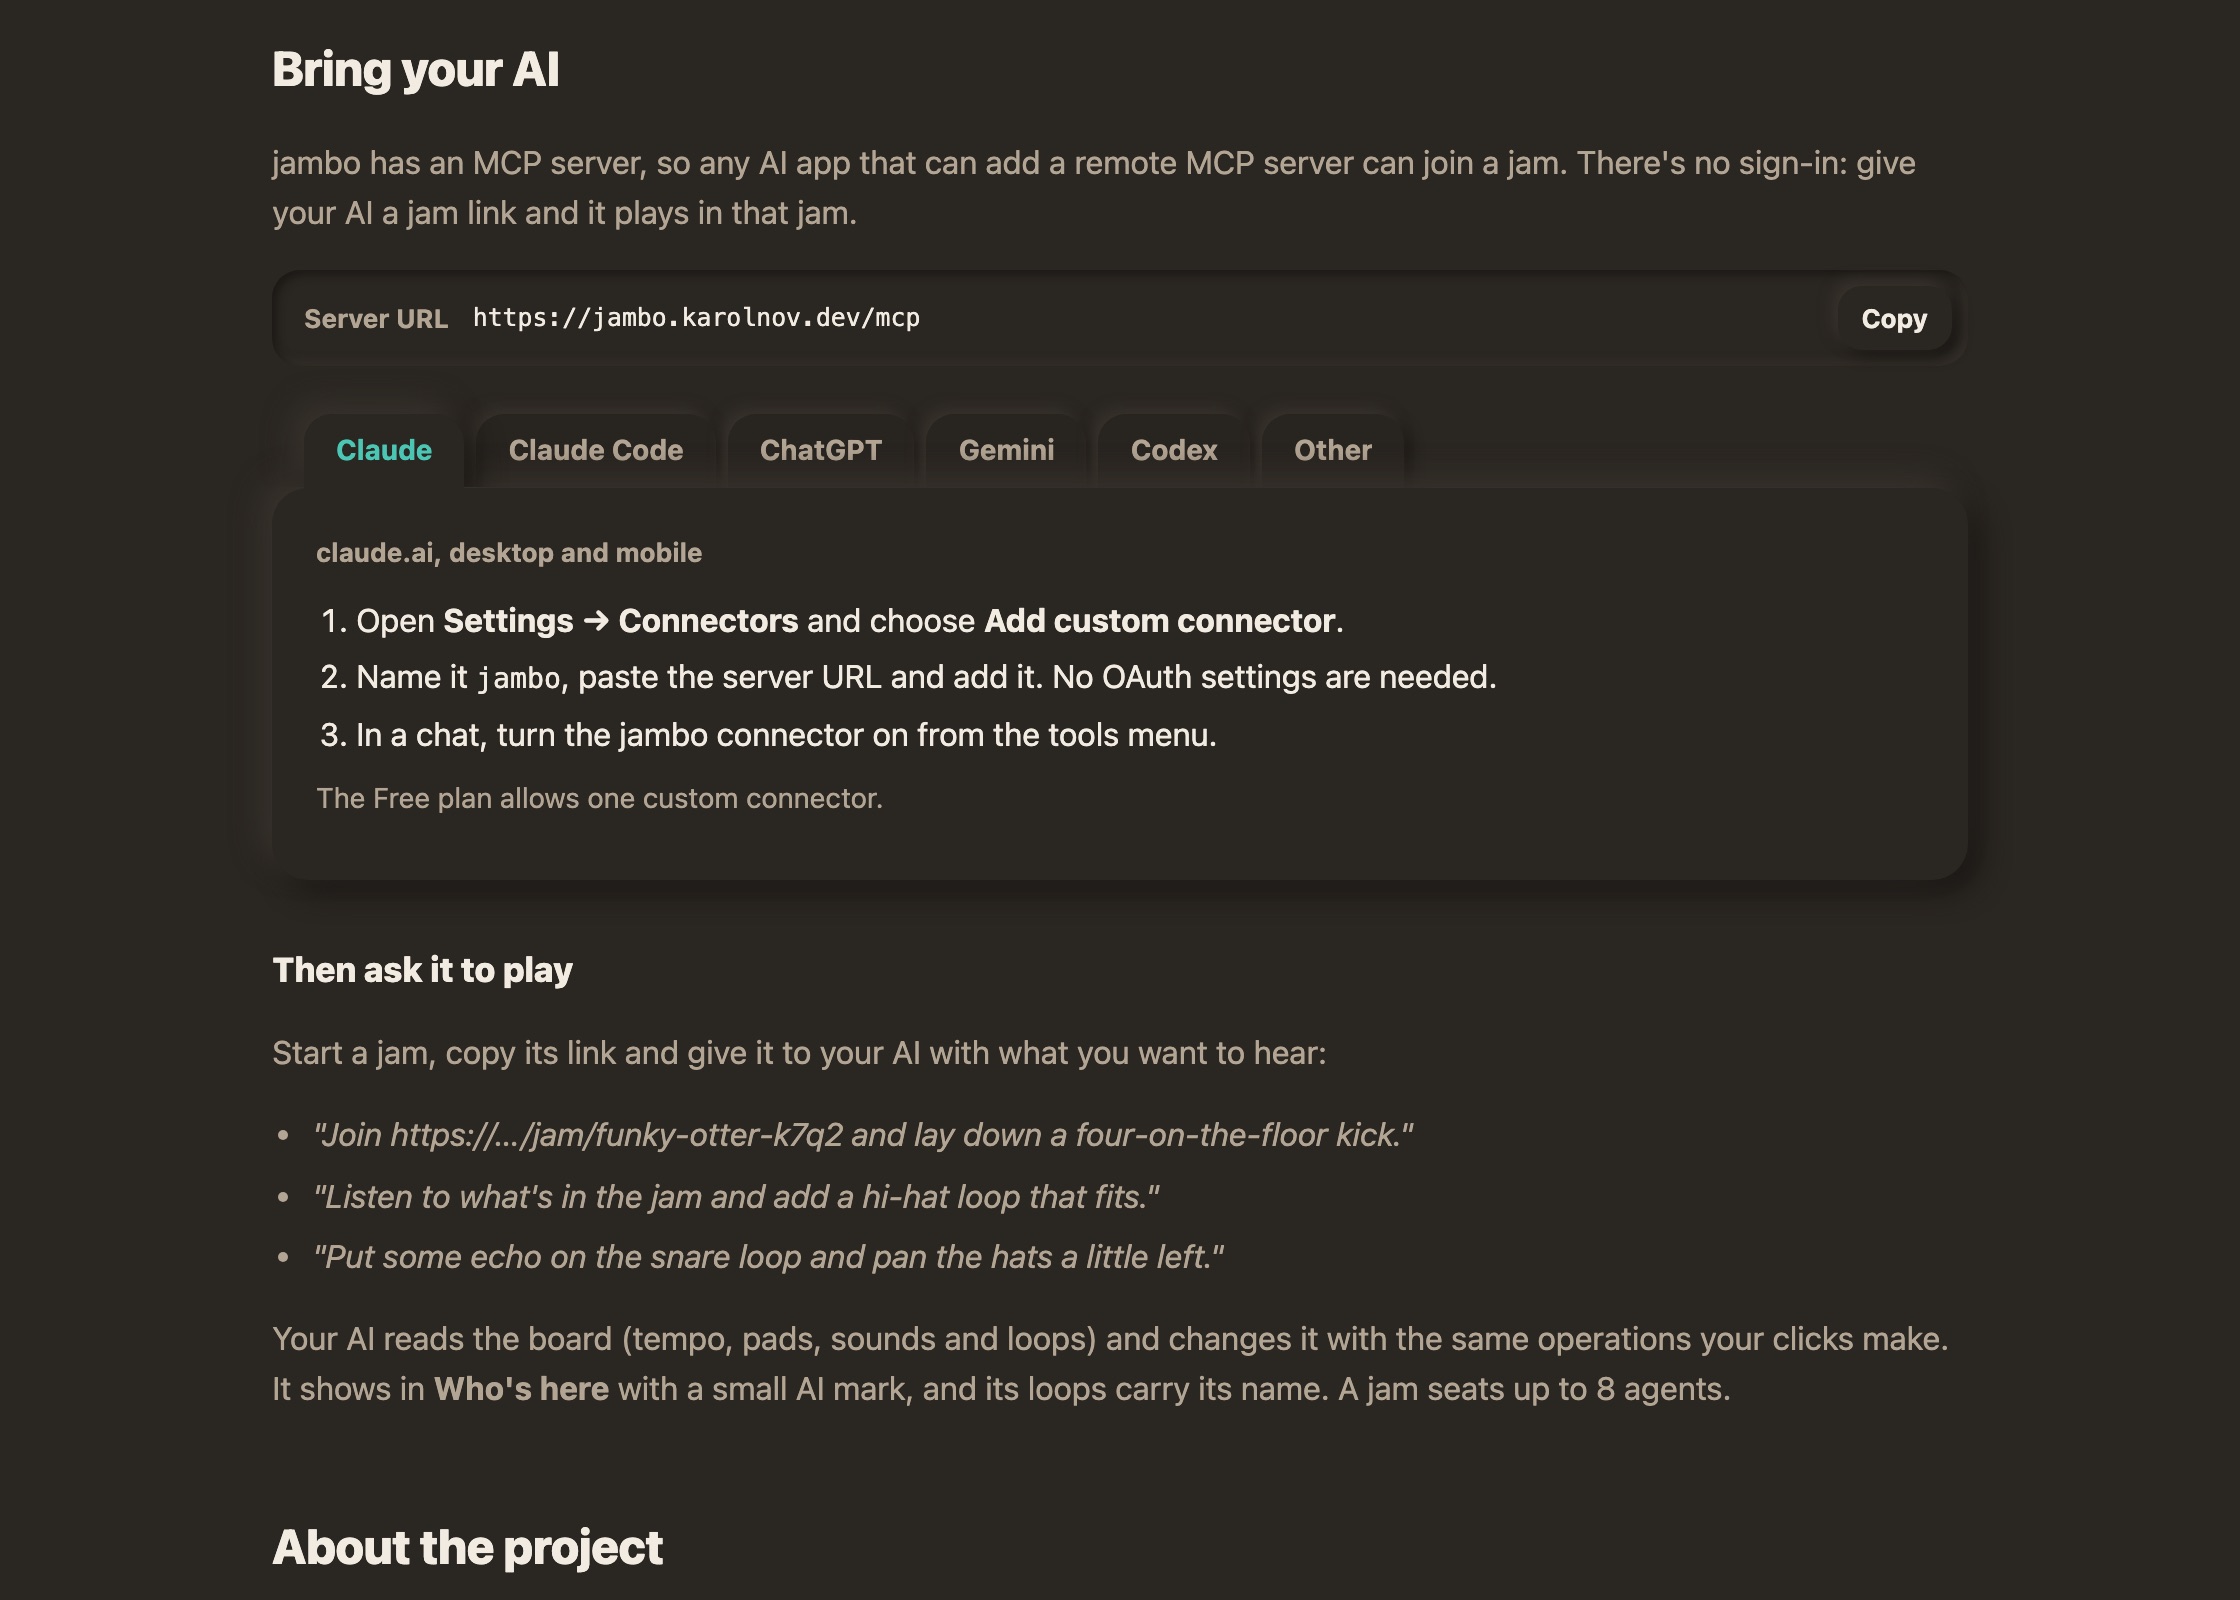 Bring your AI
jambo has an MCP server, so any AI app that can add a remote MCP server can join a jam. There's no sign-in: give
your AI a jam link and it plays in that jam.
Server URL https://jambo.karolnov.dev/mcp Copy
Claude Claude Code ChatGPT Gemini Codex Other
claude.ai, desktop and mobile
1. Open Settings → Connectors and choose Add custom connector.
2. Name it jambo, paste the server URL and add it. No OAuth settings are needed.
3. In a chat, turn the jambo connector on from the tools menu.
The Free plan allows one custom connector.
Then ask it to play
Start a jam, copy its link and give it to your AI with what you want to hear:
• "Join https://.../jam/funky-otter-k7q2 and lay down a four-on-the-floor kick."
• "Listen to what's in the jam and add a hi-hat loop that fits."
• "Put some echo on the snare loop and pan the hats a little left."
Your AI reads the board (tempo, pads, sounds and loops) and changes it with the same operations your clicks make.
It shows in Who's here with a small AI mark, and its loops carry its name. A jam seats up to 8 agents.
About the project